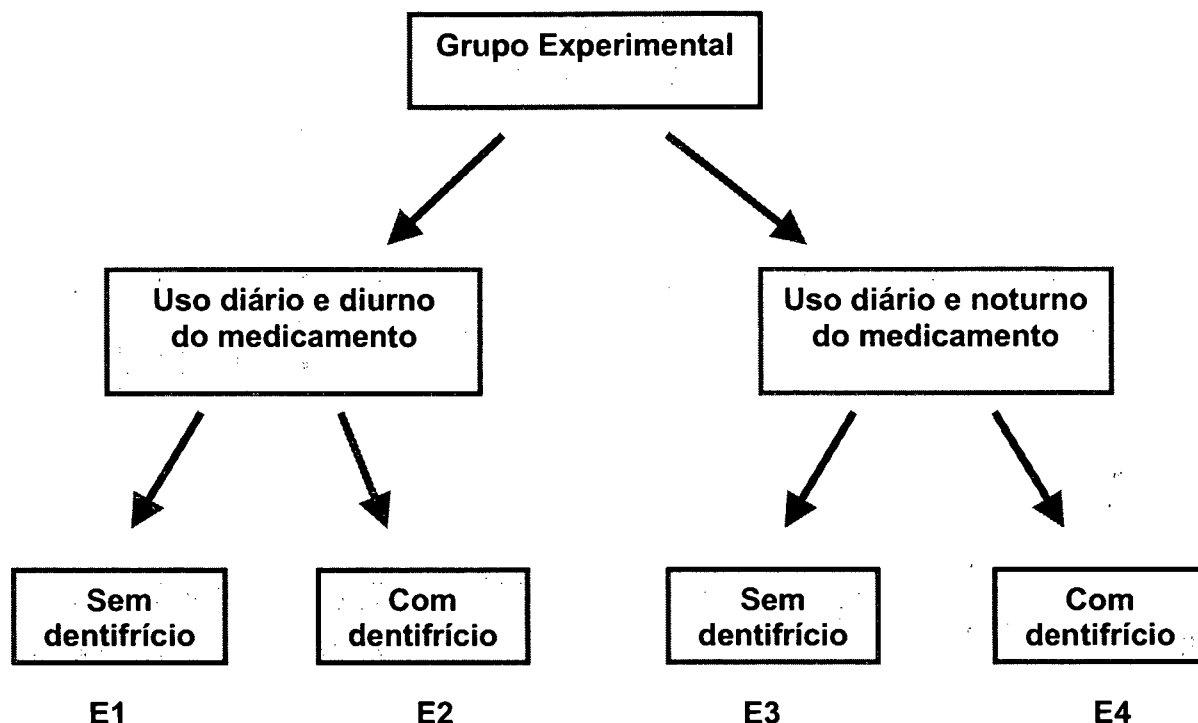 Grupo Experimental
Uso diário e diurno
do medicamento
Uso diário e noturno
do medicamento
Sem
dentifrício
Com
dentifrício
Sem
dentifrício
Com
dentifrício
E1
E2
E3
E4